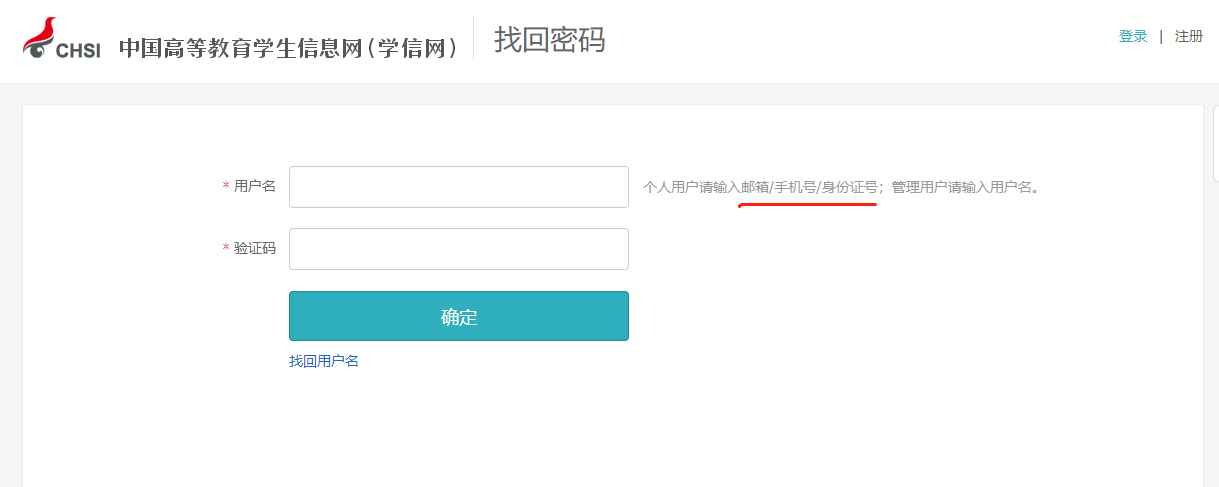 CHSI 中国高等教育学生信息网(学信网) 找回密码 登录 | 注册
* 用户名 个人用户请输入邮箱/手机号/身份证号；管理用户请输入用户名。
* 验证码
确定
找回用户名